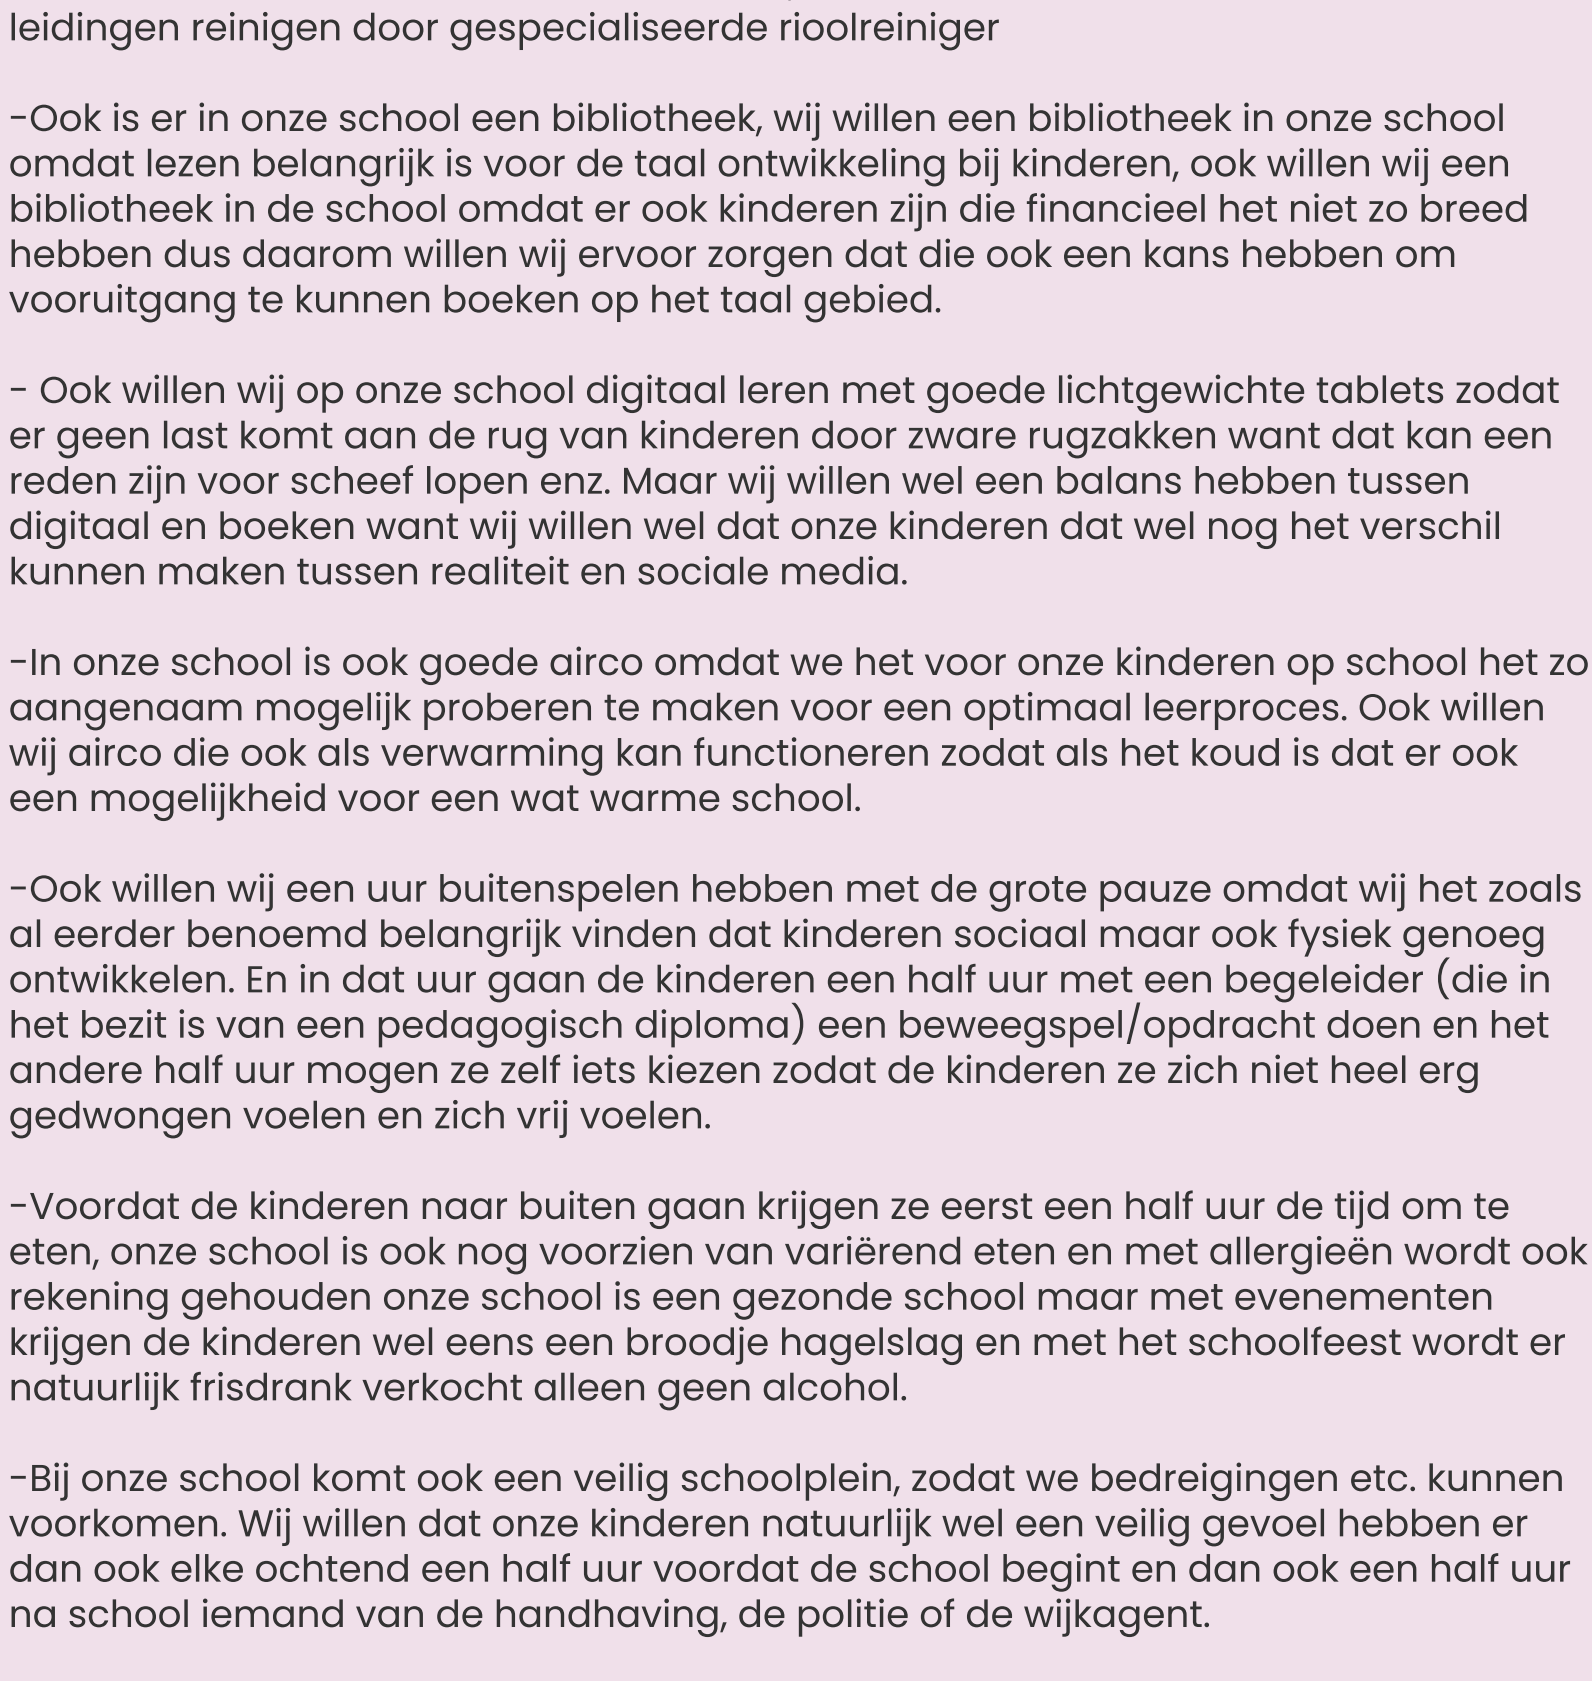 leidingen reinigen door gespecialiseerde rioolreiniger
-Ook is er in onze school een bibliotheek, wij willen een bibliotheek in onze school
omdat lezen belangrijk is voor de taal ontwikkeling bij kinderen, ook willen wij een
bibliotheek in de school omdat er ook kinderen zijn die financieel het niet zo breed
hebben dus daarom willen wij ervoor zorgen dat die ook een kans hebben om
vooruitgang te kunnen boeken op het taal gebied.
- Ook willen wij op onze school digitaal leren met goede lichtgewichte tablets zodat
er geen last komt aan de rug van kinderen door zware rugzakken want dat kan een
reden zijn voor scheef lopen enz. Maar wij willen wel een balans hebben tussen
digitaal en boeken want wij willen wel dat onze kinderen dat wel nog het verschil
kunnen maken tussen realiteit en sociale media.
-In onze school is ook goede airco omdat we het voor onze kinderen op school het zo
aangenaam mogelijk proberen te maken voor een optimaal leerproces. Ook willen
wij airco die ook als verwarming kan functioneren zodat als het koud is dat er ook
een mogelijkheid voor een wat warme school.
-Ook willen wij een uur buitenspelen hebben met de grote pauze omdat wij het zoals
al eerder benoemd belangrijk vinden dat kinderen sociaal maar ook fysiek genoeg
ontwikkelen. En in dat uur gaan de kinderen een half uur met een begeleider (die in
het bezit is van een pedagogisch diploma) een beweegspel/opdracht doen en het
andere half uur mogen ze zelf iets kiezen zodat de kinderen ze zich niet heel erg
gedwongen voelen en zich vrij voelen.
-Voordat de kinderen naar buiten gaan krijgen ze eerst een half uur de tijd om te
eten, onze school is ook nog voorzien van variërend eten en met allergieën wordt ook
rekening gehouden onze school is een gezonde school maar met evenementen
krijgen de kinderen wel eens een broodje hagelslag en met het schoolfeest wordt er
natuurlijk frisdrank verkocht alleen geen alcohol.
-Bij onze school komt ook een veilig schoolplein, zodat we bedreigingen etc. kunnen
voorkomen. Wij willen dat onze kinderen natuurlijk wel een veilig gevoel hebben er
dan ook elke ochtend een half uur voordat de school begint en dan ook een half uur
na school iemand van de handhaving, de politie of de wijkagent.